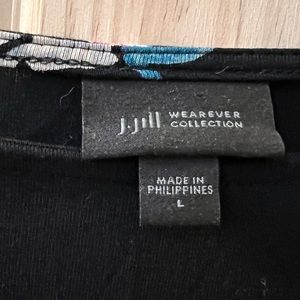 J.Jill WEAREVER
COLLECTION
MADE IN
PHILIPPINES
L